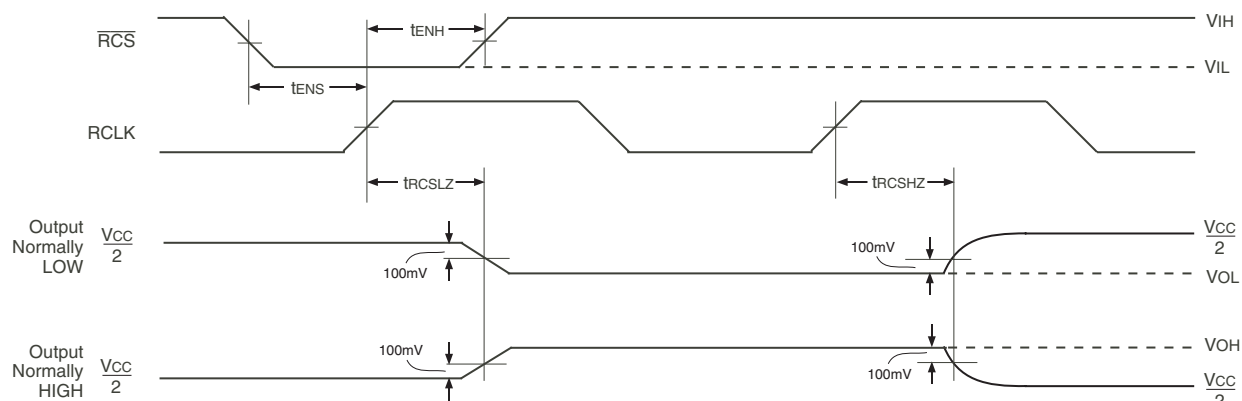 tENH
VIH
RCS
VIL
tENS
RCLK
tRCSLZ
tRCSHZ
Output
Normally
LOW
VCC
2
100mV
100mV
VCC
2
VOL
Output
Normally
HIGH
VCC
2
100mV
100mV
VOH
VCC
2